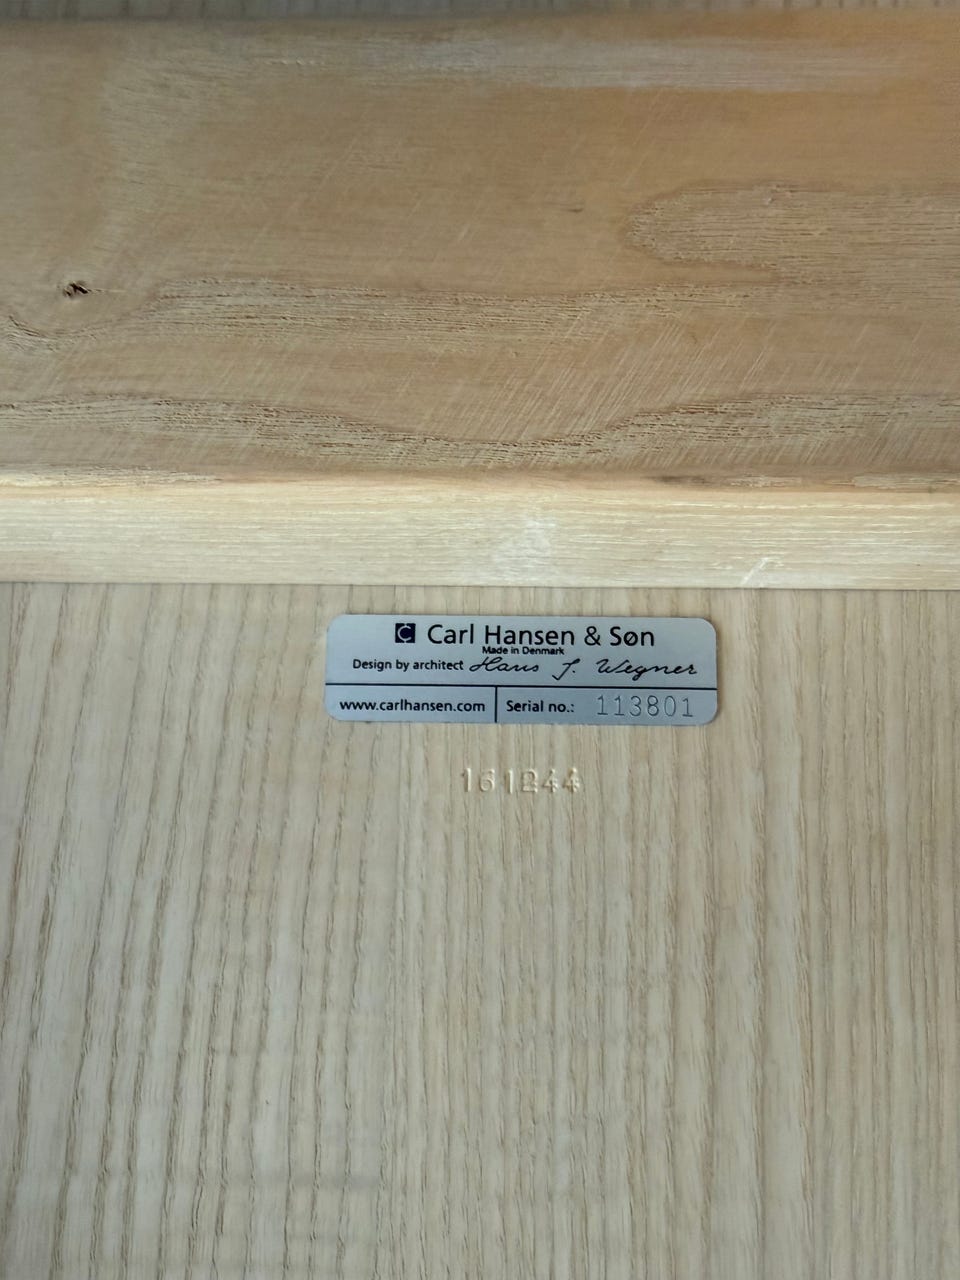 Carl Hansen & Søn
Made in Denmark
Design by architect Hans J. Wegner
www.carlhansen.com
Serial no.: 113801
161244